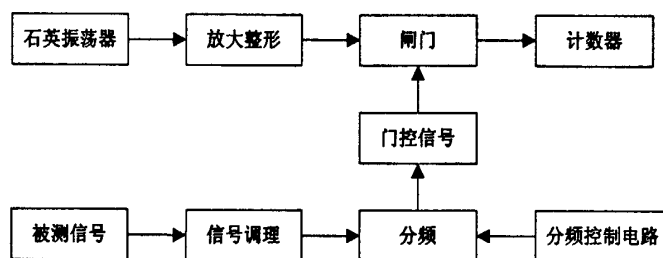 石英振荡器
放大整形
闸门
计数器
门控信号
被测信号
信号调理
分频
分频控制电路